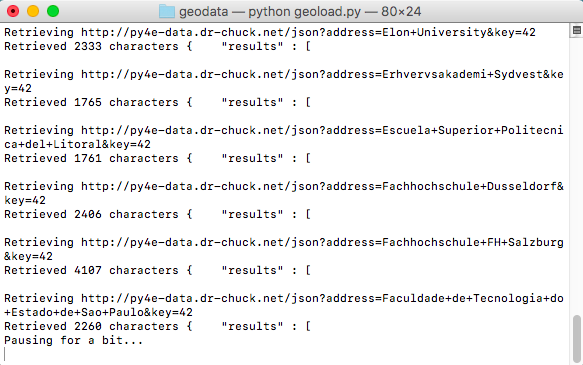 geodata — python geoload.py — 80×24
Retrieving http://py4e-data.dr-chuck.net/json?address=Elon+University&key=42
Retrieved 2333 characters {    "results" : [
Retrieving http://py4e-data.dr-chuck.net/json?address=Erhvervsakademi+Sydvest&ke
y=42
Retrieved 1765 characters {    "results" : [
Retrieving http://py4e-data.dr-chuck.net/json?address=Escuela+Superior+Politecni
ca+del+Litoral&key=42
Retrieved 1761 characters {    "results" : [
Retrieving http://py4e-data.dr-chuck.net/json?address=Fachhochschule+Dusseldorf&
key=42
Retrieved 2406 characters {    "results" : [
Retrieving http://py4e-data.dr-chuck.net/json?address=Fachhochschule+FH+Salzburg
&key=42
Retrieved 4107 characters {    "results" : [
Retrieving http://py4e-data.dr-chuck.net/json?address=Faculdade+de+Tecnologia+do
+Estado+de+Sao+Paulo&key=42
Retrieved 2260 characters {    "results" : [
Pausing for a bit...